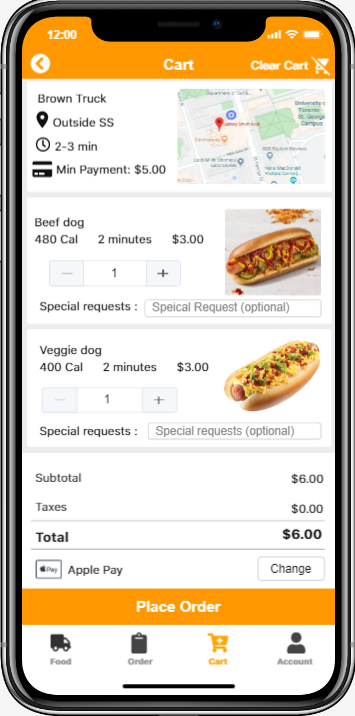 12:00
Cart
Clear Cart
Brown Truck
Outside SS
2-3 min
Min Payment: $5.00
Beef dog
480 Cal 2 minutes $3.00
1
Special requests :
Speical Request (optional)
Veggie dog
400 Cal 2 minutes $3.00
1
Special requests :
Special requests (optional)
Subtotal $6.00
Taxes $0.00
Total $6.00
Pay Apple Pay Change
Place Order
Food Order Cart Account